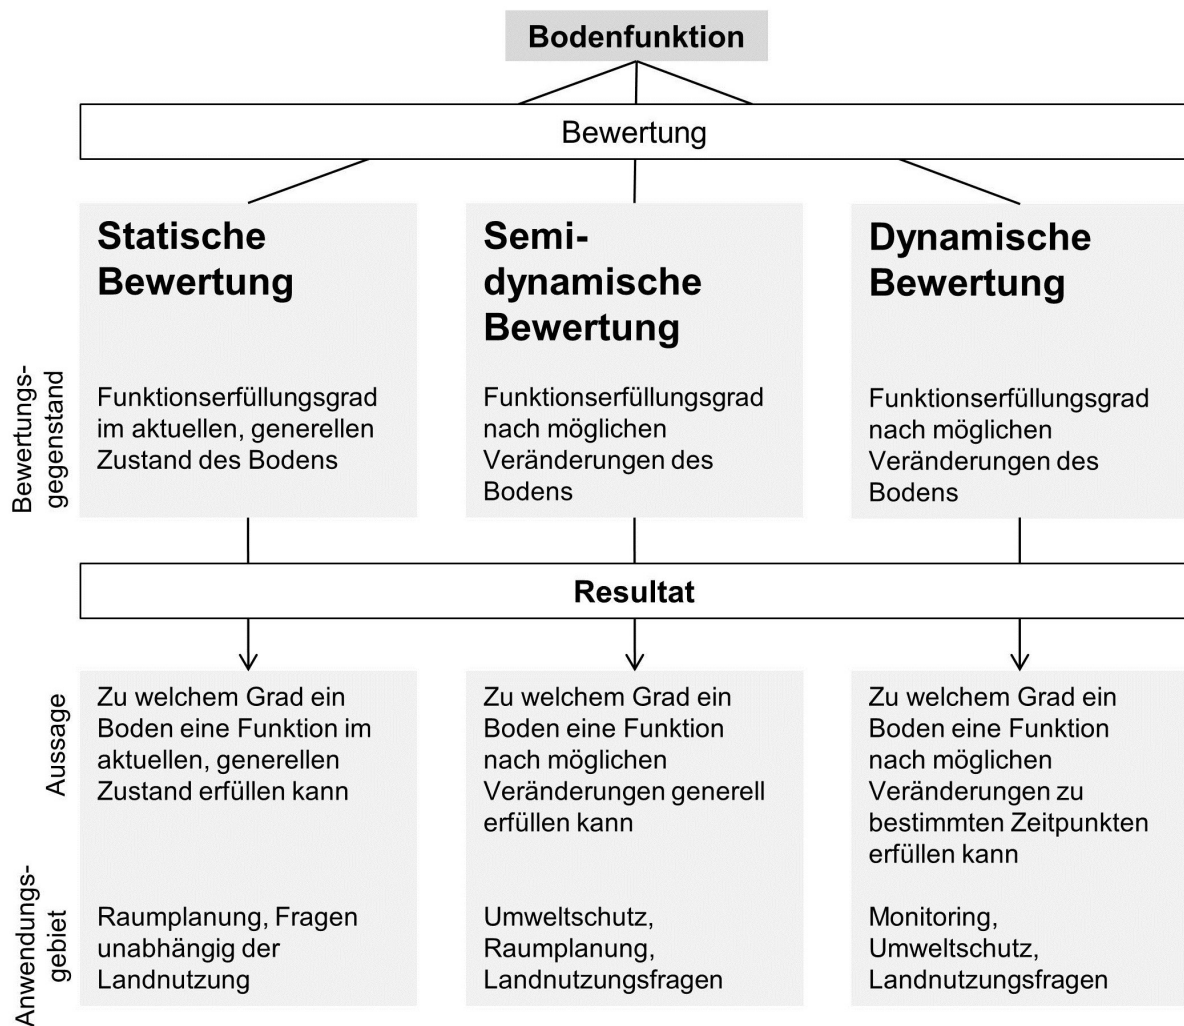 Bodenfunktion
Bewertung
Statische
Bewertung
Semi-
dynamische
Bewertung
Dynamische
Bewertung
Bewertungs-
gegenstand
Funktionserfüllungsgrad
im aktuellen, generellen
Zustand des Bodens
Funktionserfüllungsgrad
nach möglichen
Veränderungen des
Bodens
Funktionserfüllungsgrad
nach möglichen
Veränderungen des
Bodens
Resultat
Aussage
Zu welchem Grad ein
Boden eine Funktion im
aktuellen, generellen
Zustand erfüllen kann
Zu welchem Grad ein
Boden eine Funktion
nach möglichen
Veränderungen generell
erfüllen kann
Zu welchem Grad ein
Boden eine Funktion
nach möglichen
Veränderungen zu
bestimmten Zeitpunkten
erfüllen kann
Anwendungs-
gebiet
Raumplanung, Fragen
unabhängig der
Landnutzung
Umweltschutz,
Raumplanung,
Landnutzungsfragen
Monitoring,
Umweltschutz,
Landnutzungsfragen